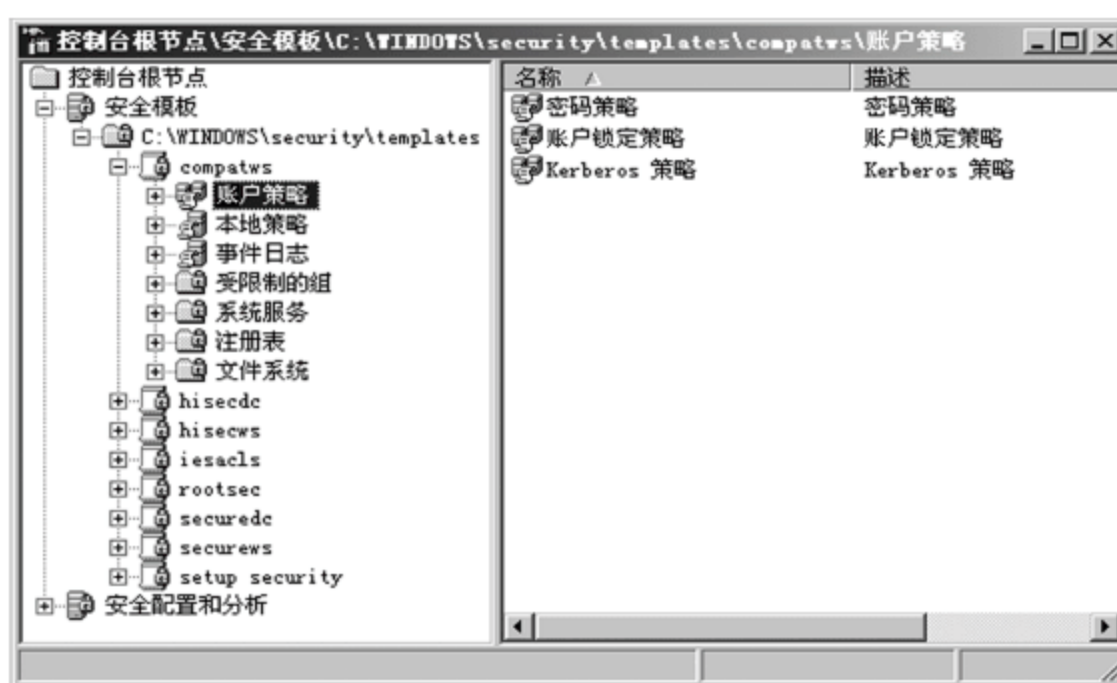 控制台根节点\安全模板\C:\WINDOWS\security\templates\compatws\账户策略
控制台根节点
安全模板
C:\WINDOWS\security\templates
compatws
账户策略
本地策略
事件日志
受限制的组
系统服务
注册表
文件系统
hisecdc
hisecws
iesacls
rootsec
securedc
securews
setup security
安全配置和分析
名称 描述
密码策略 密码策略
账户锁定策略 账户锁定策略
Kerberos 策略 Kerberos 策略